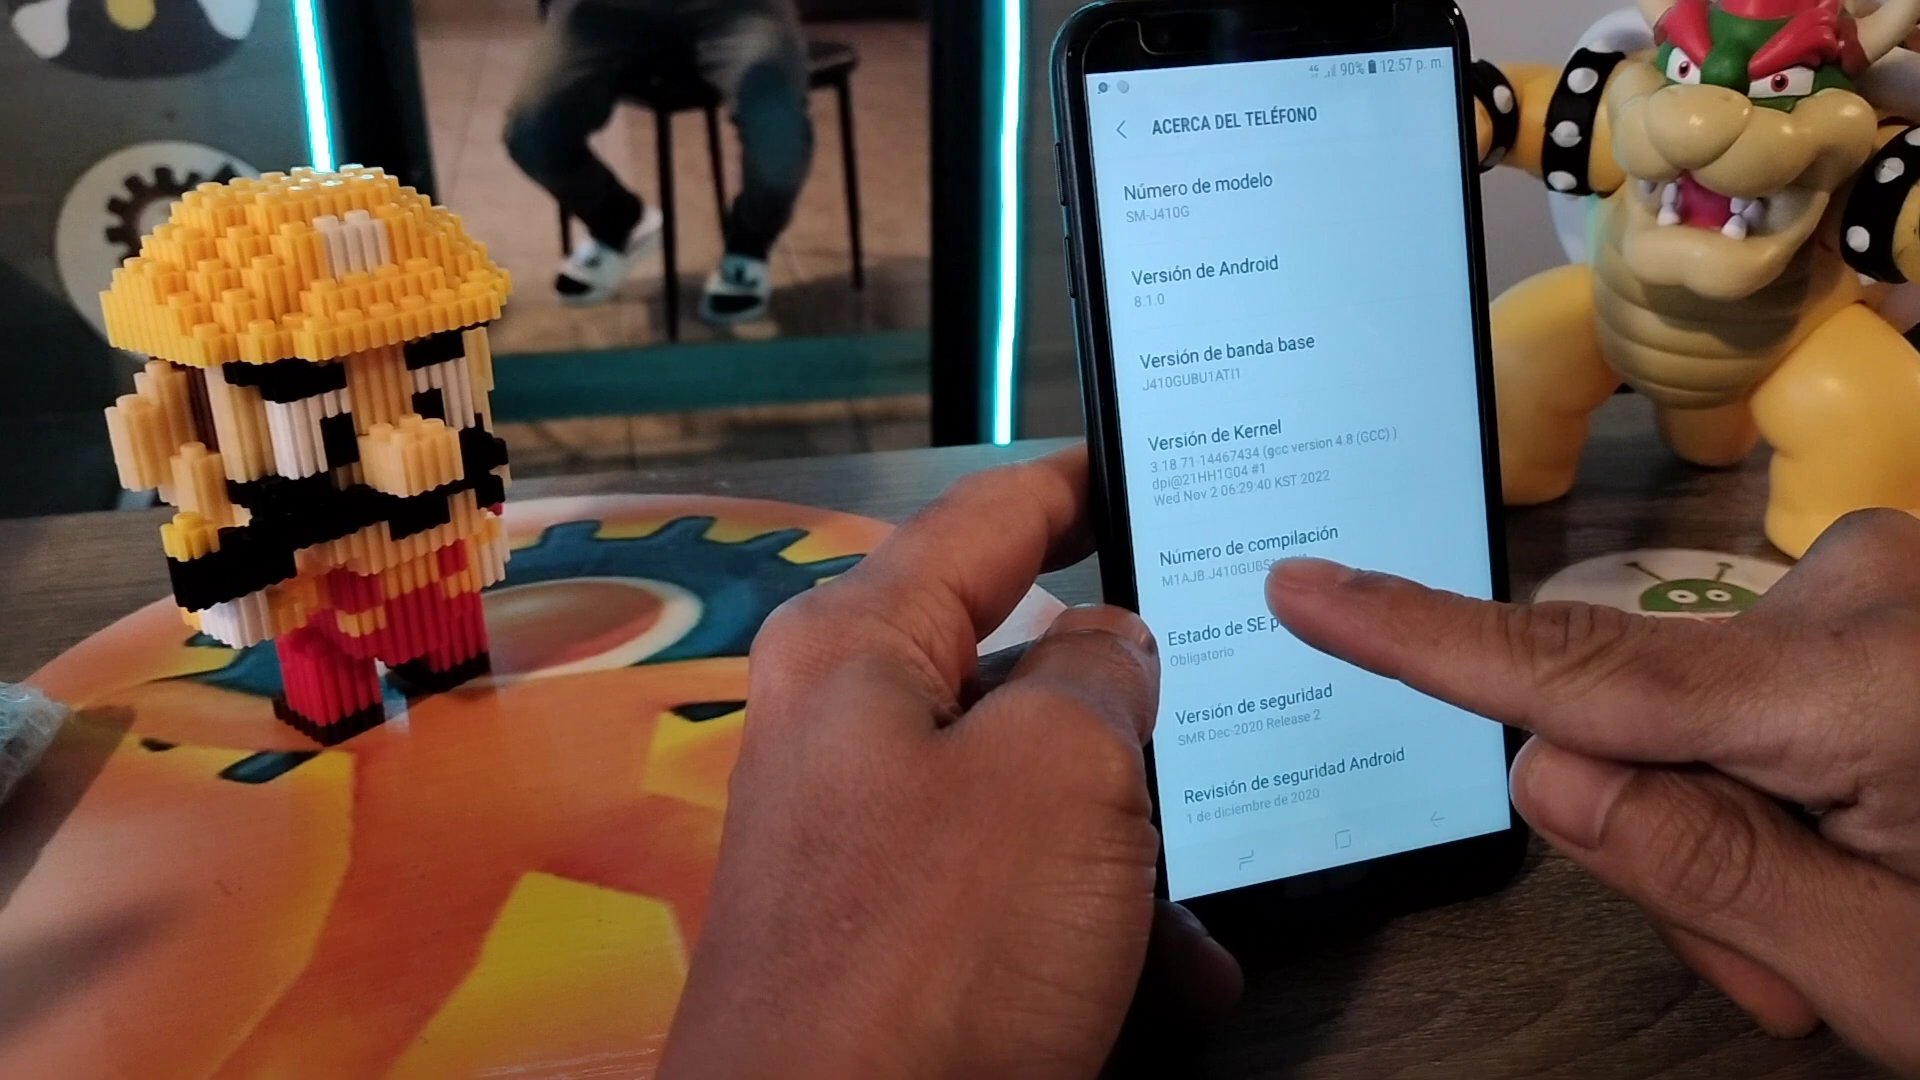 4G 90% 12:57 p. m.
ACERCA DEL TELÉFONO
Número de modelo
SM-J410G
Versión de Android
8.1.0
Versión de banda base
J410GUBU1ATI1
Versión de Kernel
3.18.71-14467434 (gcc version 4.8 (GCC) )
dpi@21HH1G04 #1
Wed Nov 2 06:29:40 KST 2022
Número de compilación
Estado de SE
Obligatorio
Versión de seguridad
SMR Dec-2020 Release 2
Revisión de seguridad Android
1 de diciembre de 2020